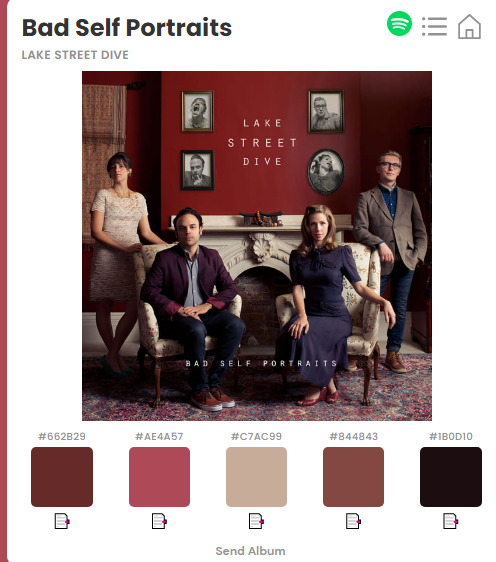 Bad Self Portraits
LAKE STREET DIVE
LAKE
STREET
DIVE
BAD SELF PORTRAITS
#662B29 #AE4A57 #C7AC99 #844843 #1B0D10
Send Album